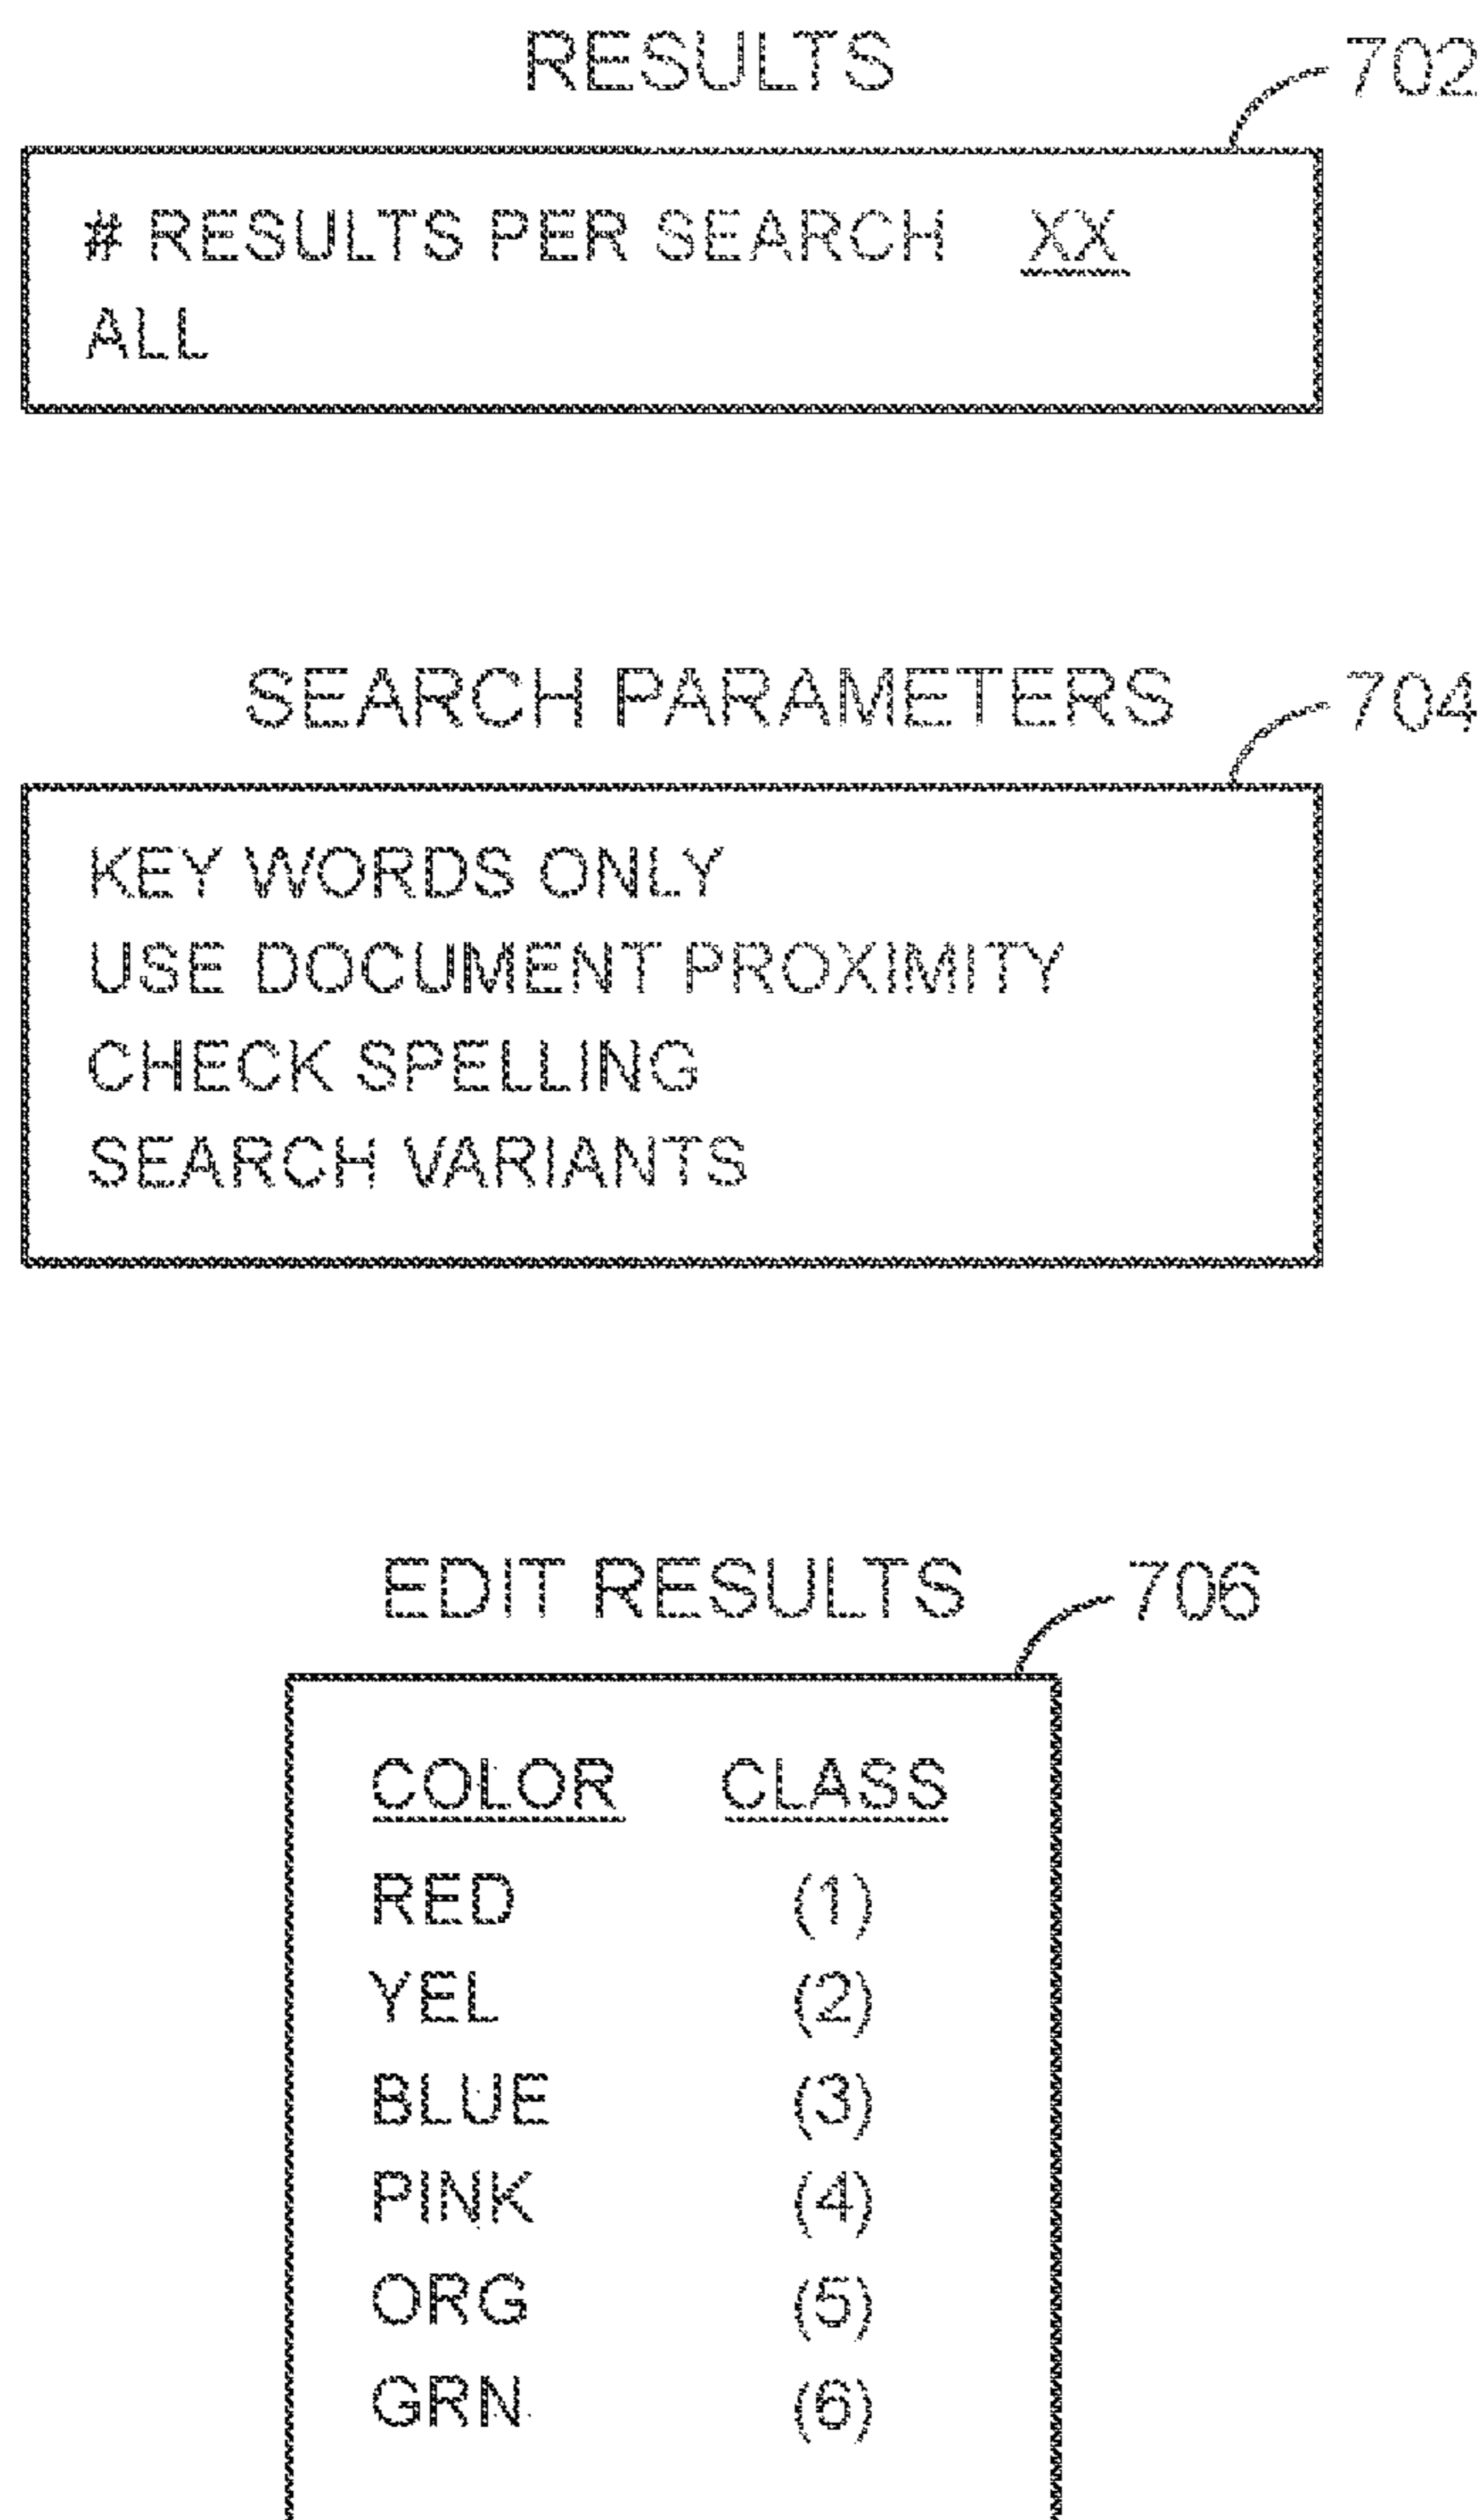 RESULTS
702
# RESULTS PER SEARCH XX
ALL
SEARCH PARAMETERS
704
KEY WORDS ONLY
USE DOCUMENT PROXIMITY
CHECK SPELLING
SEARCH VARIANTS
EDIT RESULTS
706
COLOR CLASS
RED (1)
YEL (2)
BLUE (3)
PINK (4)
ORG (5)
GRN (6)